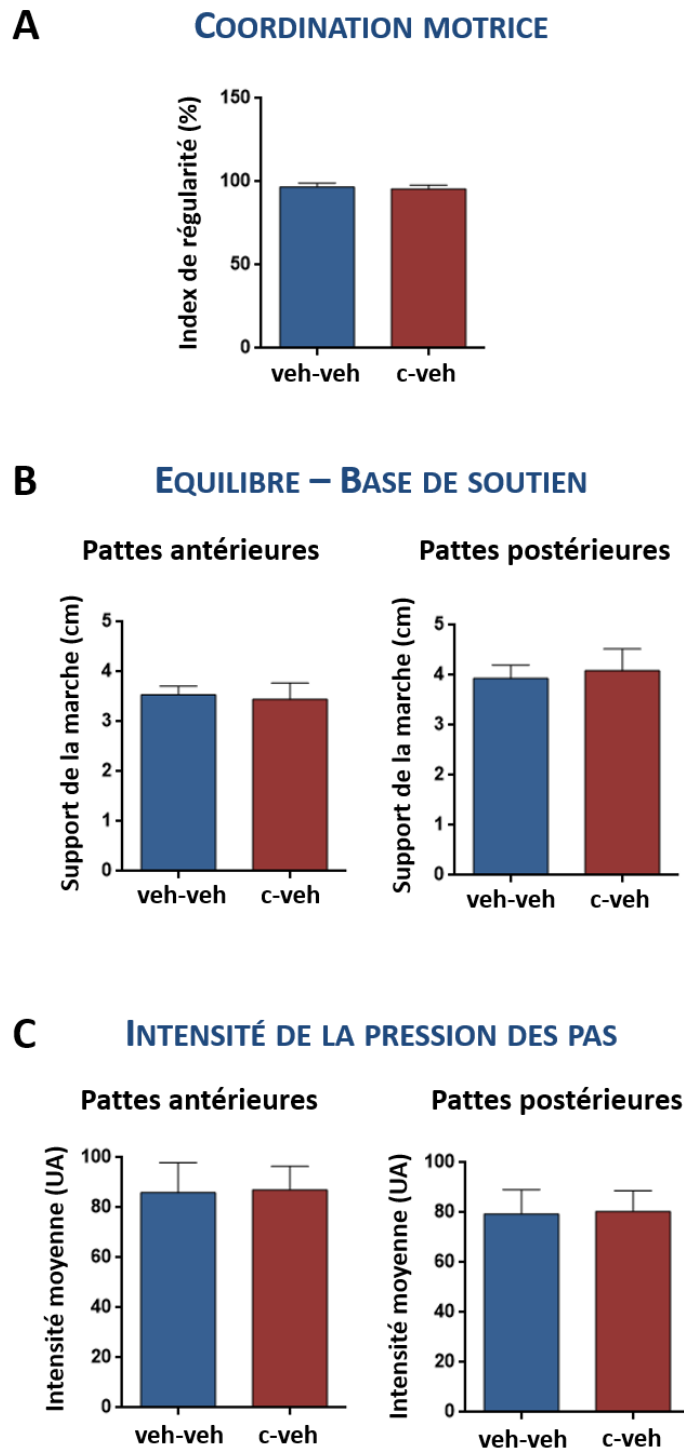 A COORDINATION MOTRICE
Index de régularité (%)
150
100
50
0
veh-veh c-veh
B EQUILIBRE – BASE DE SOUTIEN
Pattes antérieures
Support de la marche (cm)
5
4
3
2
1
0
veh-veh c-veh
Pattes postérieures
Support de la marche (cm)
5
4
3
2
1
0
veh-veh c-veh
C INTENSITÉ DE LA PRESSION DES PAS
Pattes antérieures
Intensité moyenne (UA)
100
80
60
40
20
0
veh-veh c-veh
Pattes postérieures
Intensité moyenne (UA)
100
80
60
40
20
0
veh-veh c-veh